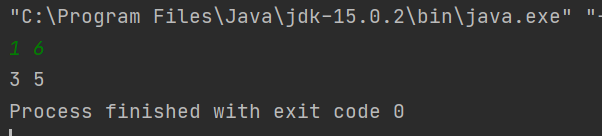 "C:\Program Files\Java\jdk-15.0.2\bin\java.exe" "-
1 6
3 5
Process finished with exit code 0